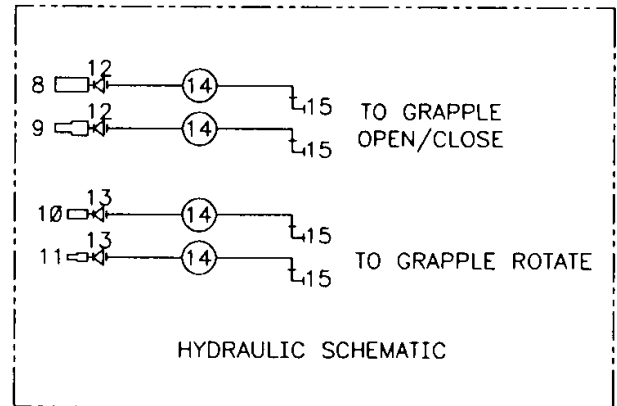 12
8 14
15 TO GRAPPLE
12
9 14 OPEN/CLOSE
15
13
10 14
15
13
11 14 TO GRAPPLE ROTATE
15
HYDRAULIC SCHEMATIC